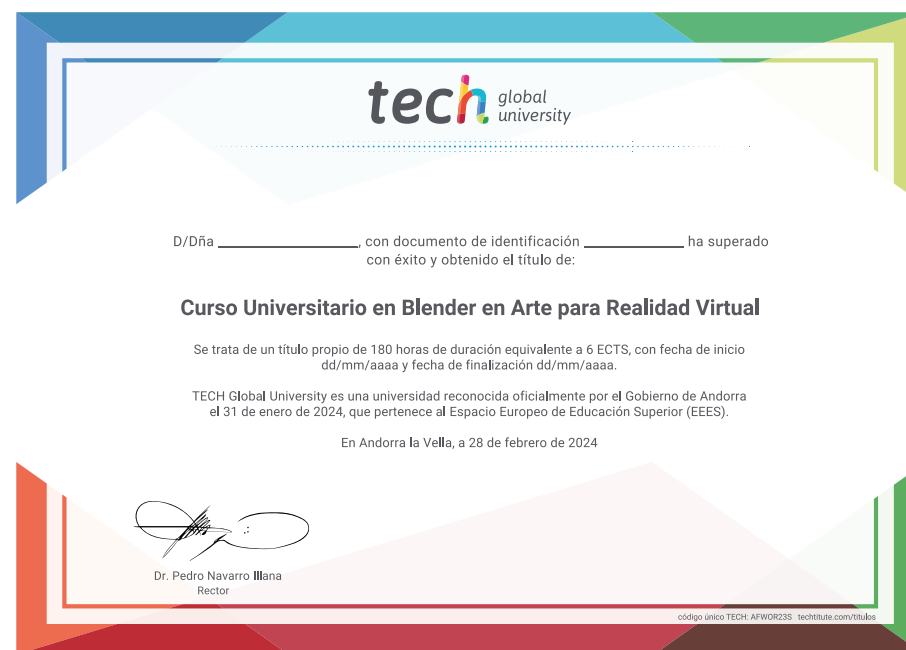 tech global university
D/Dña ____________, con documento de identificación ____________ ha superado
con éxito y obtenido el título de:
Curso Universitario en Blender en Arte para Realidad Virtual
Se trata de un título propio de 180 horas de duración equivalente a 6 ECTS, con fecha de inicio
dd/mm/aaaa y fecha de finalización dd/mm/aaaa.
TECH Global University es una universidad reconocida oficialmente por el Gobierno de Andorra
el 31 de enero de 2024, que pertenece al Espacio Europeo de Educación Superior (EEES).
En Andorra la Vella, a 28 de febrero de 2024
Dr. Pedro Navarro Illana
Rector
código único TECH: AFWOR23S techtitute.com/titulos